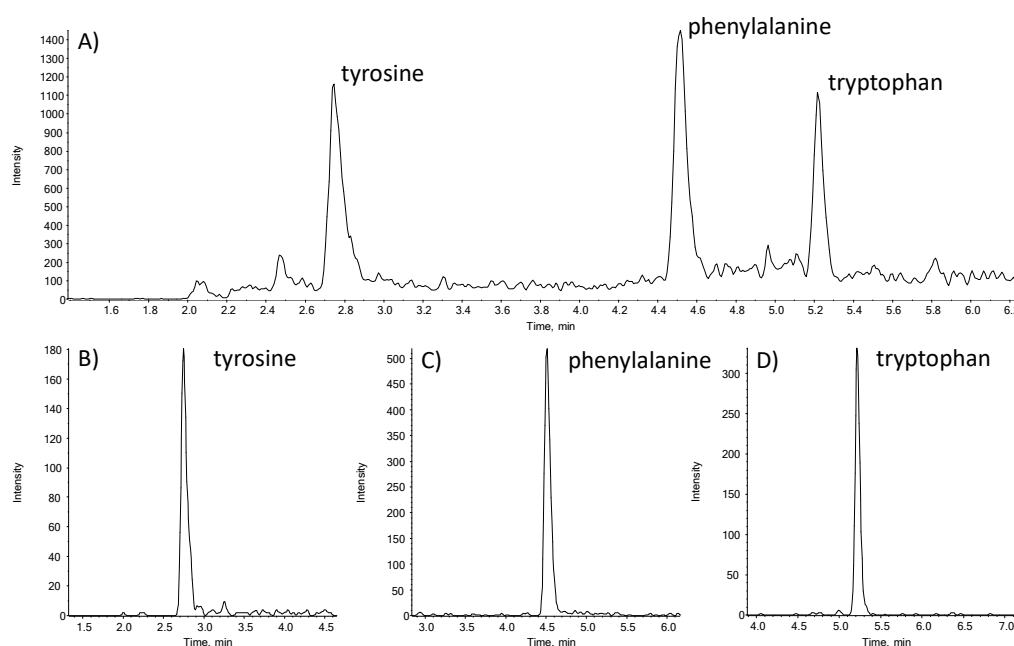 A)
phenylalanine
tyrosine
tryptophan
1400
1300
1200
1100
1000
900
800
700
600
500
400
300
200
100
0
Intensity
1.6 1.8 2.0 2.2 2.4 2.6 2.8 3.0 3.2 3.4 3.6 3.8 4.0 4.2 4.4 4.6 4.8 5.0 5.2 5.4 5.6 5.8 6.0 6.2
Time, min
B) tyrosine
180
160
140
120
100
80
60
40
20
0
Intensity
1.5 2.0 2.5 3.0 3.5 4.0 4.5
Time, min
C) phenylalanine
500
450
400
350
300
250
200
150
100
50
0
Intensity
3.0 3.5 4.0 4.5 5.0 5.5 6.0
Time, min
D) tryptophan
300
250
200
150
100
50
0
Intensity
4.0 4.5 5.0 5.5 6.0 6.5 7.0
Time, min